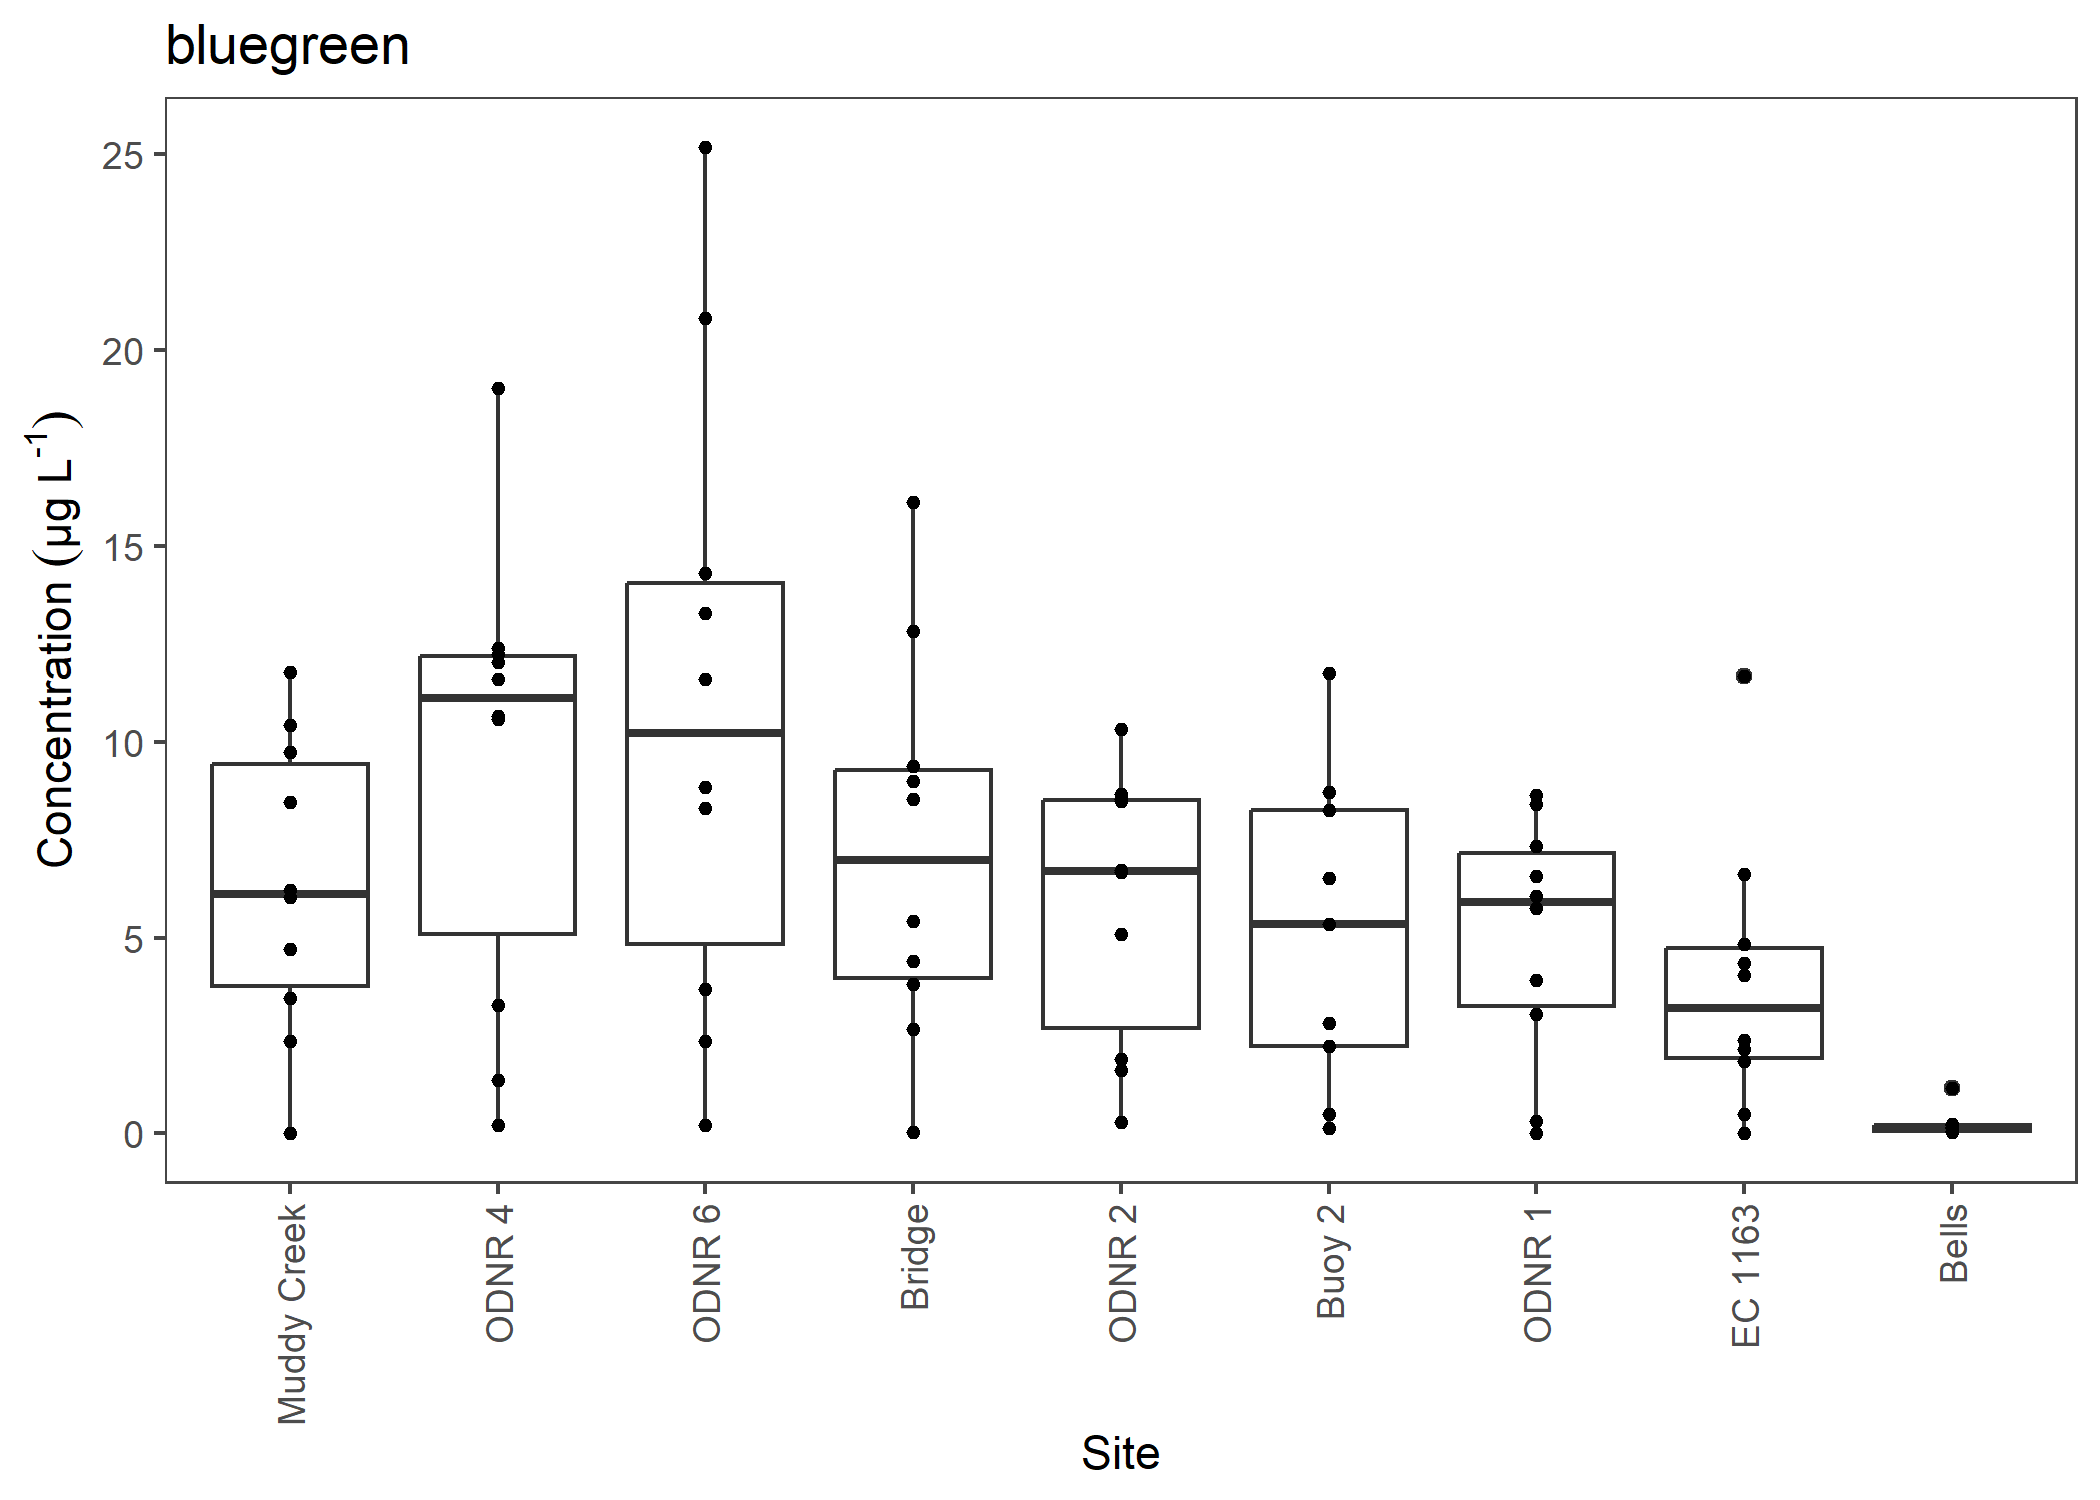 bluegreen
Concentration (µg L⁻¹)
25
20
15
10
5
0
Muddy Creek
ODNR 4
ODNR 6
Bridge
ODNR 2
Buoy 2
ODNR 1
EC 1163
Bells
Site